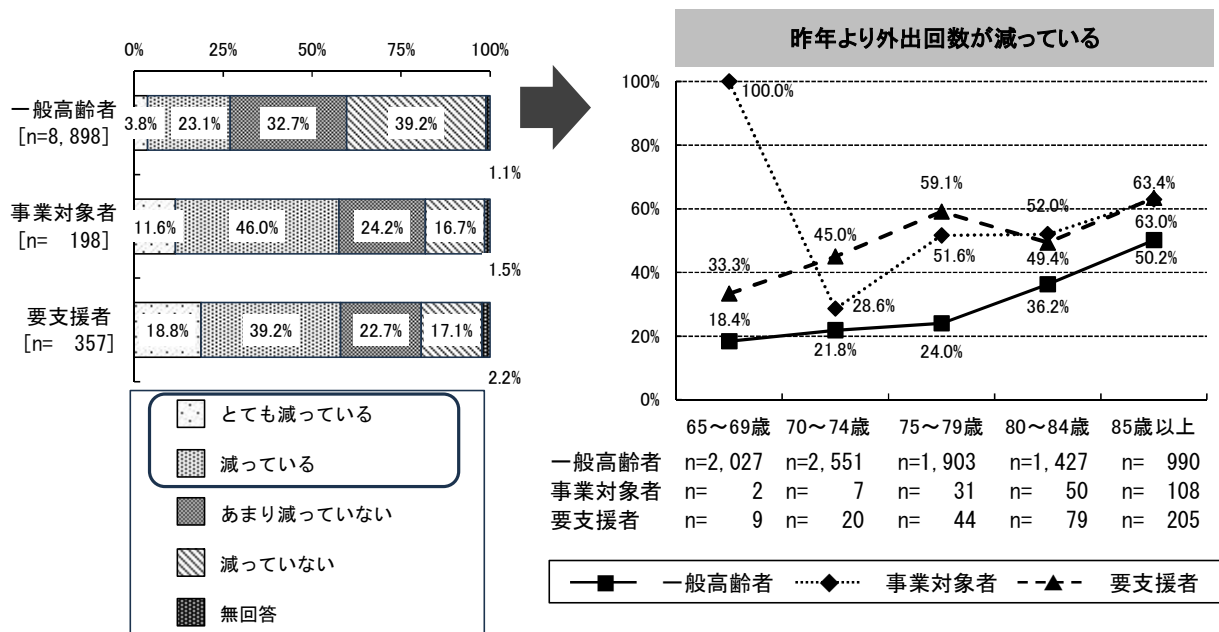 0% 25% 50% 75% 100%
一般高齢者
[n=8,898]
3.8% 23.1% 32.7% 39.2%
1.1%
事業対象者
[n= 198]
11.6% 46.0% 24.2% 16.7%
1.5%
要支援者
[n= 357]
18.8% 39.2% 22.7% 17.1%
2.2%
とても減っている
減っている
あまり減っていない
減っていない
無回答
昨年より外出回数が減っている
100%
80%
60%
40%
20%
0%
100.0%
28.6%
51.6%
52.0%
63.0%
33.3%
45.0%
59.1%
49.4%
63.4%
18.4%
21.8%
24.0%
36.2%
50.2%
65～69歳 70～74歳 75～79歳 80～84歳 85歳以上
一般高齢者 n=2,027 n=2,551 n=1,903 n=1,427 n= 990
事業対象者 n= 2 n= 7 n= 31 n= 50 n= 108
要支援者 n= 9 n= 20 n= 44 n= 79 n= 205
一般高齢者 事業対象者 要支援者